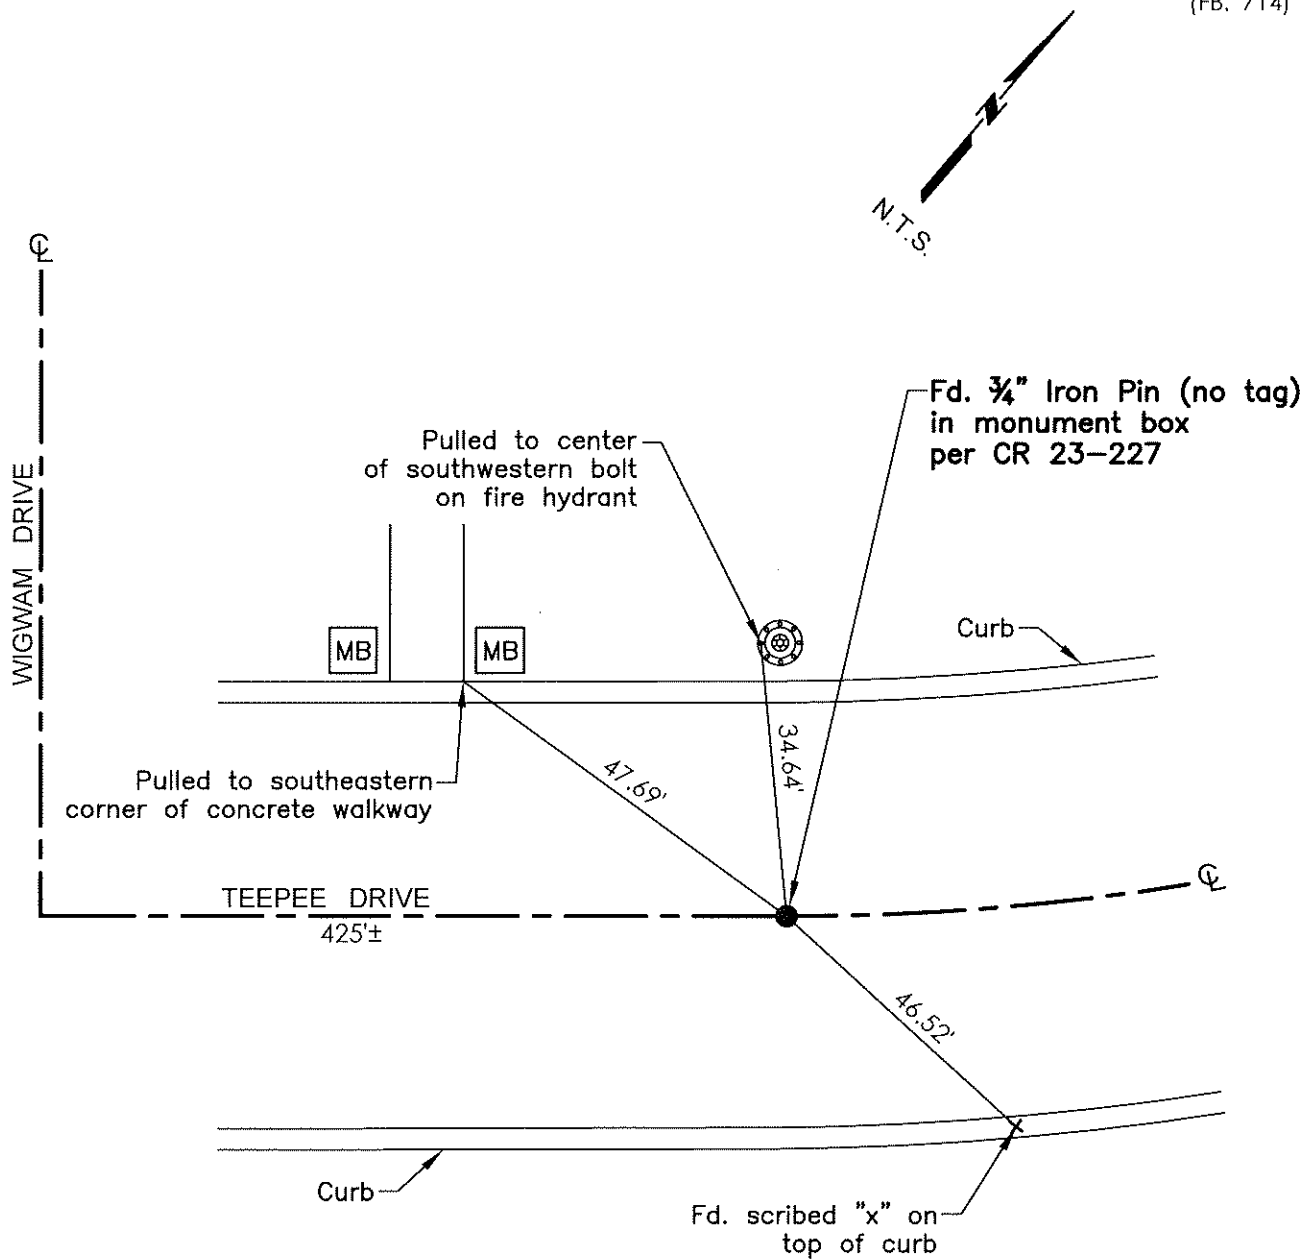 (FB. 714)
N
N.T.S.
℄
Fd. ¾" Iron Pin (no tag)
in monument box
per CR 23-227
Pulled to center
of southwestern bolt
on fire hydrant
WIGWAM DRIVE
MB
MB
Curb
34.64'
47.69'
Pulled to southeastern
corner of concrete walkway
TEEPEE DRIVE
425'±
℄
46.52'
Curb
Fd. scribed "x" on
top of curb